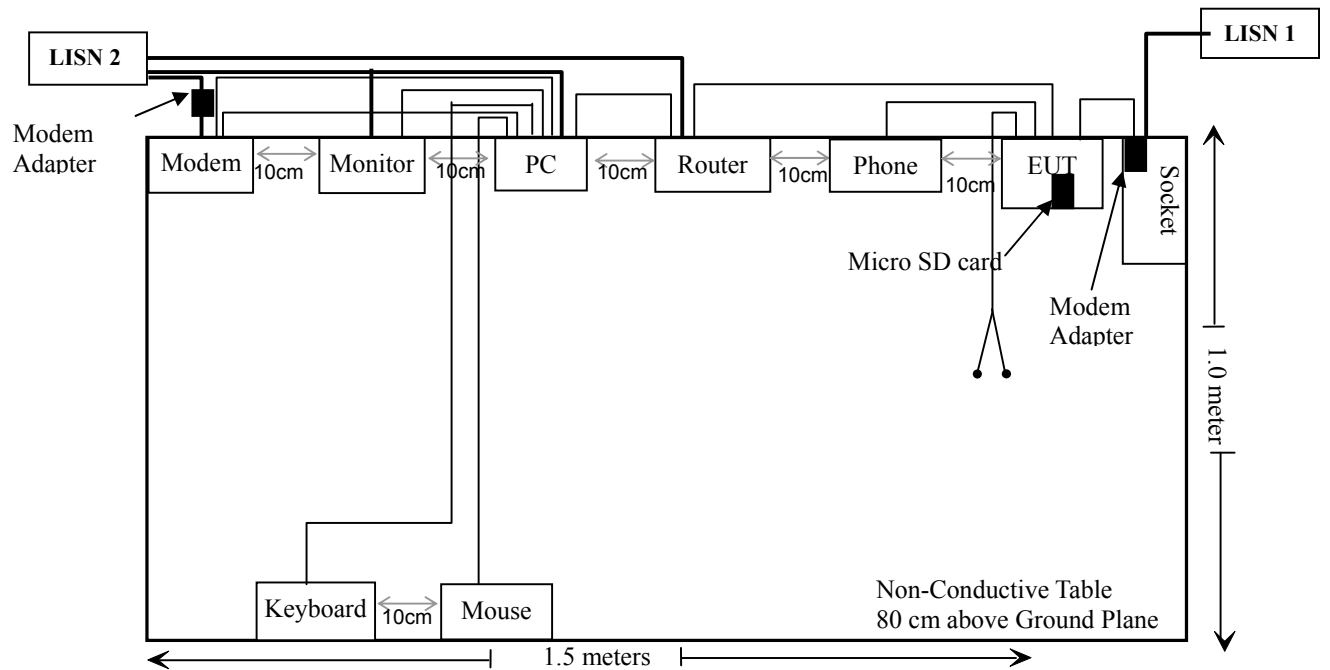 LISN 2
LISN 1
Modem
Adapter
Modem
10cm
Monitor
10cm
PC
10cm
Router
10cm
Phone
10cm
EUT
Socket
Micro SD card
Modem
Adapter
1.0 meter
Keyboard
10cm
Mouse
Non-Conductive Table
80 cm above Ground Plane
1.5 meters